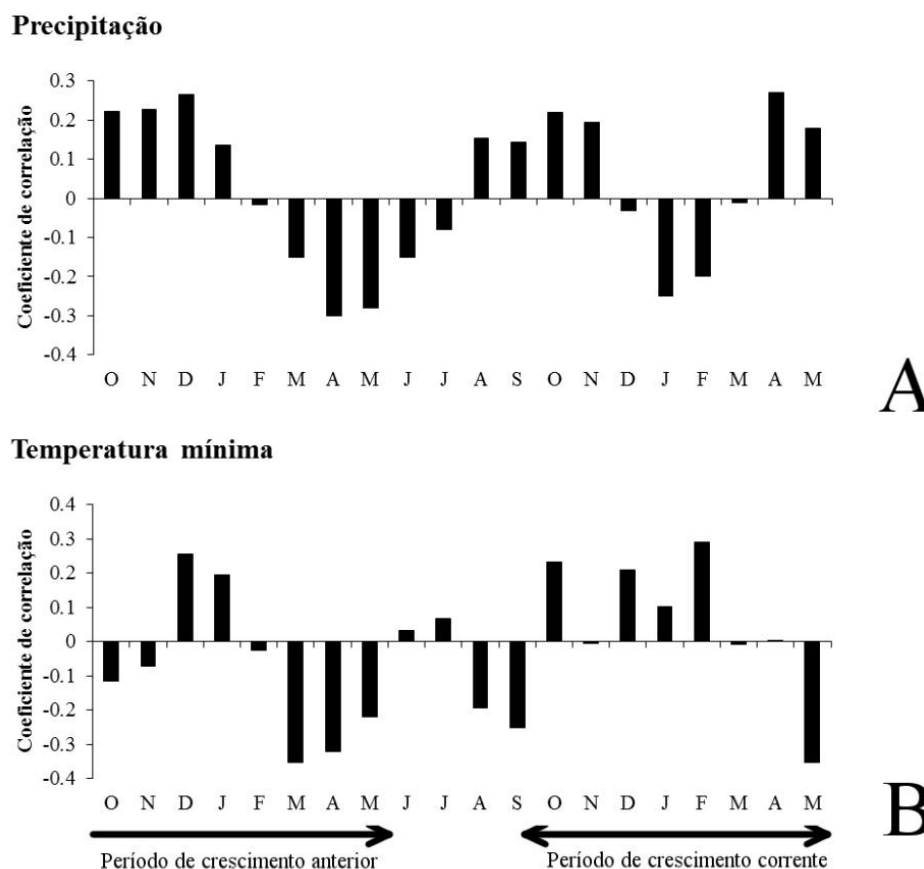 Precipitação
Coeficiente de correlação
0.3
0.2
0.1
0
-0.1
-0.2
-0.3
-0.4
O N D J F M A M J J A S O N D J F M A M
A
Temperatura mínima
Coeficiente de correlação
0.4
0.3
0.2
0.1
0
-0.1
-0.2
-0.3
-0.4
O N D J F M A M J J A S O N D J F M A M
B
Período de crescimento anterior
Período de crescimento corrente